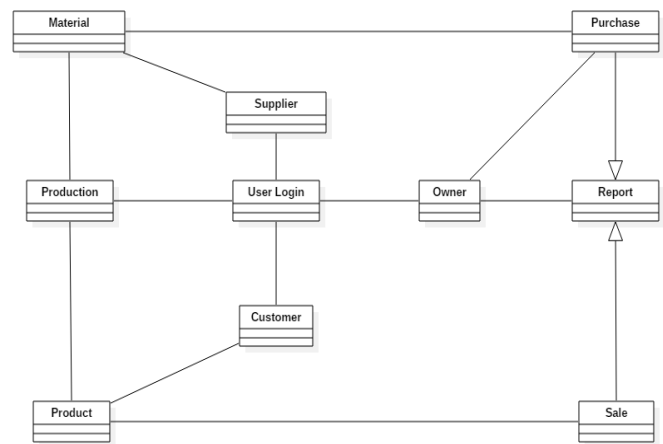 Material
Purchase
Supplier
Production
User Login
Owner
Report
Customer
Product
Sale